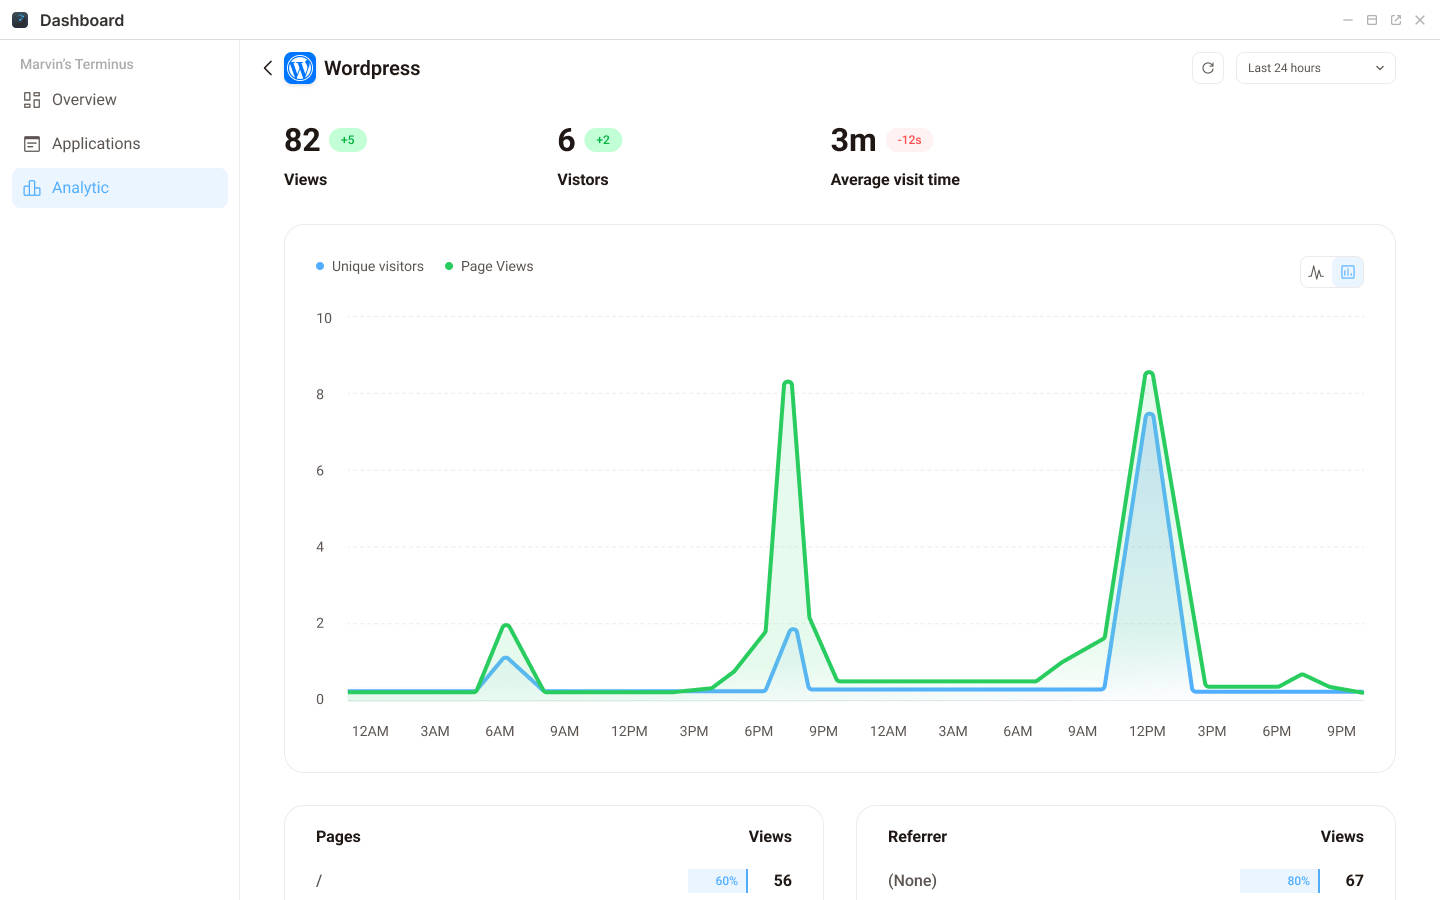 Dashboard
Marvin's Terminus
Overview
Applications
Analytic
Wordpress
Last 24 hours
82 +5
Views
6 +2
Vistors
3m -12s
Average visit time
Unique visitors
Page Views
10
8
6
4
2
0
12AM 3AM 6AM 9AM 12PM 3PM 6PM 9PM 12AM 3AM 6AM 9AM 12PM 3PM 6PM 9PM
Pages Views
/ 60% 56
Referrer Views
(None) 80% 67